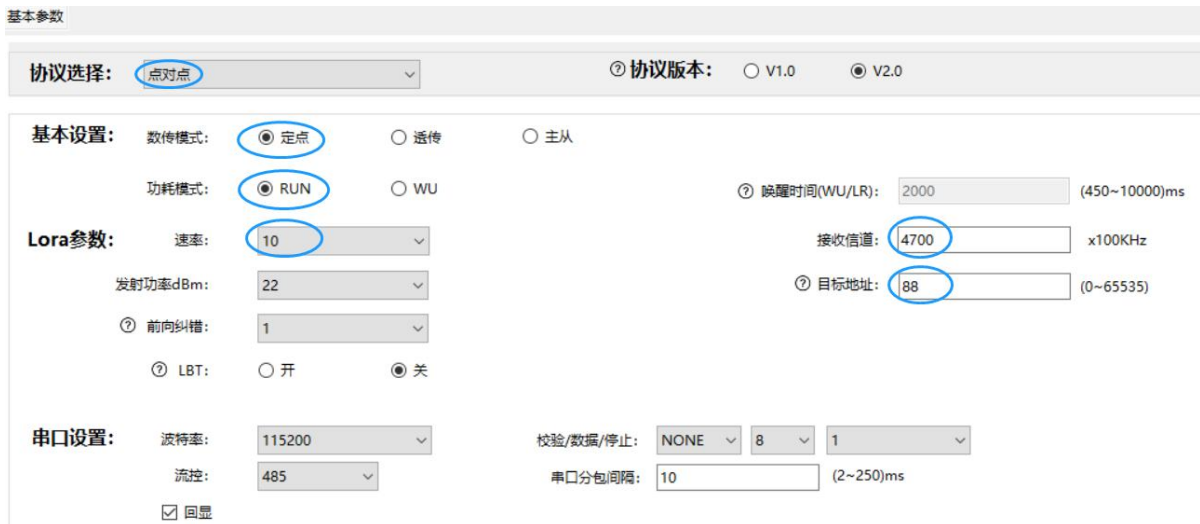 基本参数
协议选择: 点对点 ? 协议版本: V1.0 V2.0
基本设置: 数传模式: 定点 透传 主从
功耗模式: RUN WU ? 唤醒时间(WU/LR): 2000 (450~10000)ms
Lora参数: 速率: 10 接收信道: 4700 x100KHz
发射功率dBm: 22 ? 目标地址: 88 (0~65535)
? 前向纠错: 1
? LBT: 开 关
串口设置: 波特率: 115200 校验/数据/停止: NONE 8 1
流控: 485 串口分包间隔: 10 (2~250)ms
回显